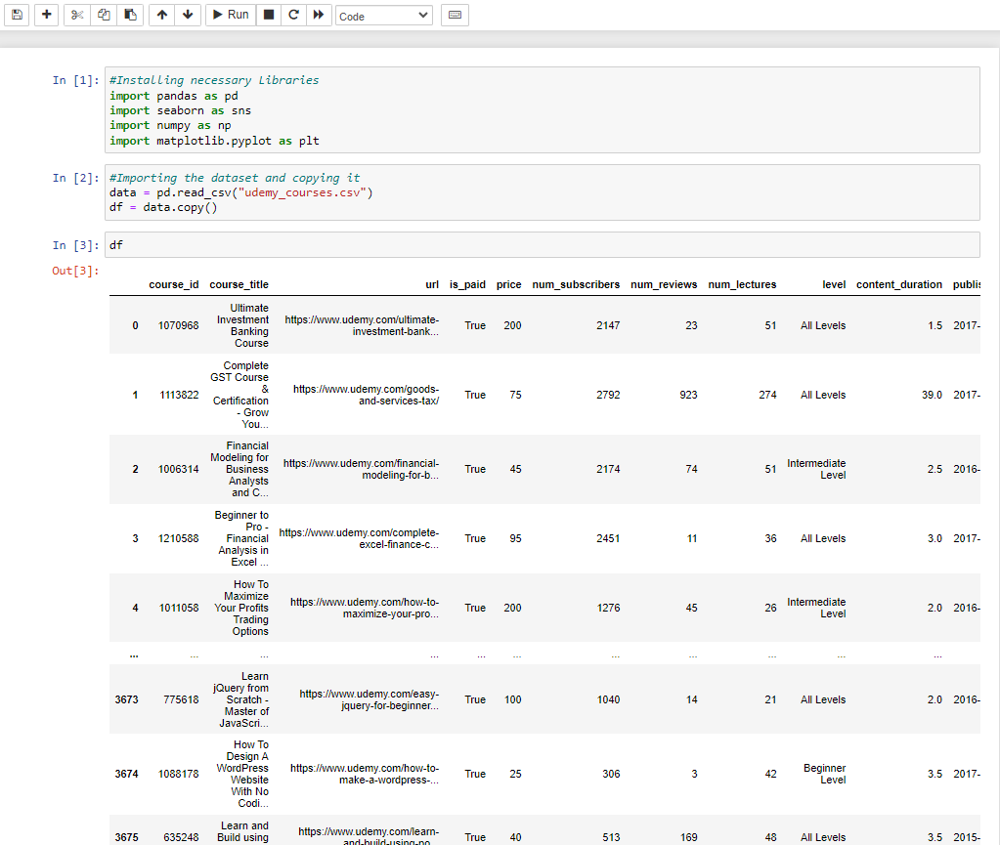 Run
Code
In [1]:
#Installing necessary Libraries
import pandas as pd
import seaborn as sns
import numpy as np
import matplotlib.pyplot as plt
In [2]:
#Importing the dataset and copying it
data = pd.read_csv("udemy_courses.csv")
df = data.copy()
In [3]:
df
Out[3]:
course_id course_title url is_paid price num_subscribers num_reviews num_lectures level content_duration publis
0 1070968
Ultimate
Investment
Banking
Course
https://www.udemy.com/ultimate-
investment-bank...
True 200 2147 23 51 All Levels 1.5 2017-
1 1113822
Complete
GST Course
&
Certification
- Grow
You...
https://www.udemy.com/goods-
and-services-tax/
True 75 2792 923 274 All Levels 39.0 2017-
2 1006314
Financial
Modeling for
Business
Analysts
and C...
https://www.udemy.com/financial-
modeling-for-b...
True 45 2174 74 51
Intermediate
Level
2.5 2016-
3 1210588
Beginner to
Pro -
Financial
Analysis in
Excel ...
https://www.udemy.com/complete-
excel-finance-c...
True 95 2451 11 36 All Levels 3.0 2017-
4 1011058
How To
Maximize
Your Profits
Trading
Options
https://www.udemy.com/how-to-
maximize-your-pro...
True 200 1276 45 26
Intermediate
Level
2.0 2016-
... ... ... ... ... ... ... ... ... ... ...
3673 775618
Learn
jQuery from
Scratch -
Master of
JavaScri...
https://www.udemy.com/easy-
jquery-for-beginner...
True 100 1040 14 21 All Levels 2.0 2016-
3674 1088178
How To
Design A
WordPress
Website
With No
Codi...
https://www.udemy.com/how-to-
make-a-wordpress-...
True 25 306 3 42
Beginner
Level
3.5 2017-
3675 635248
Learn and
Build using
https://www.udemy.com/learn-
and-build-using-po...
True 40 513 169 48 All Levels 3.5 2015-